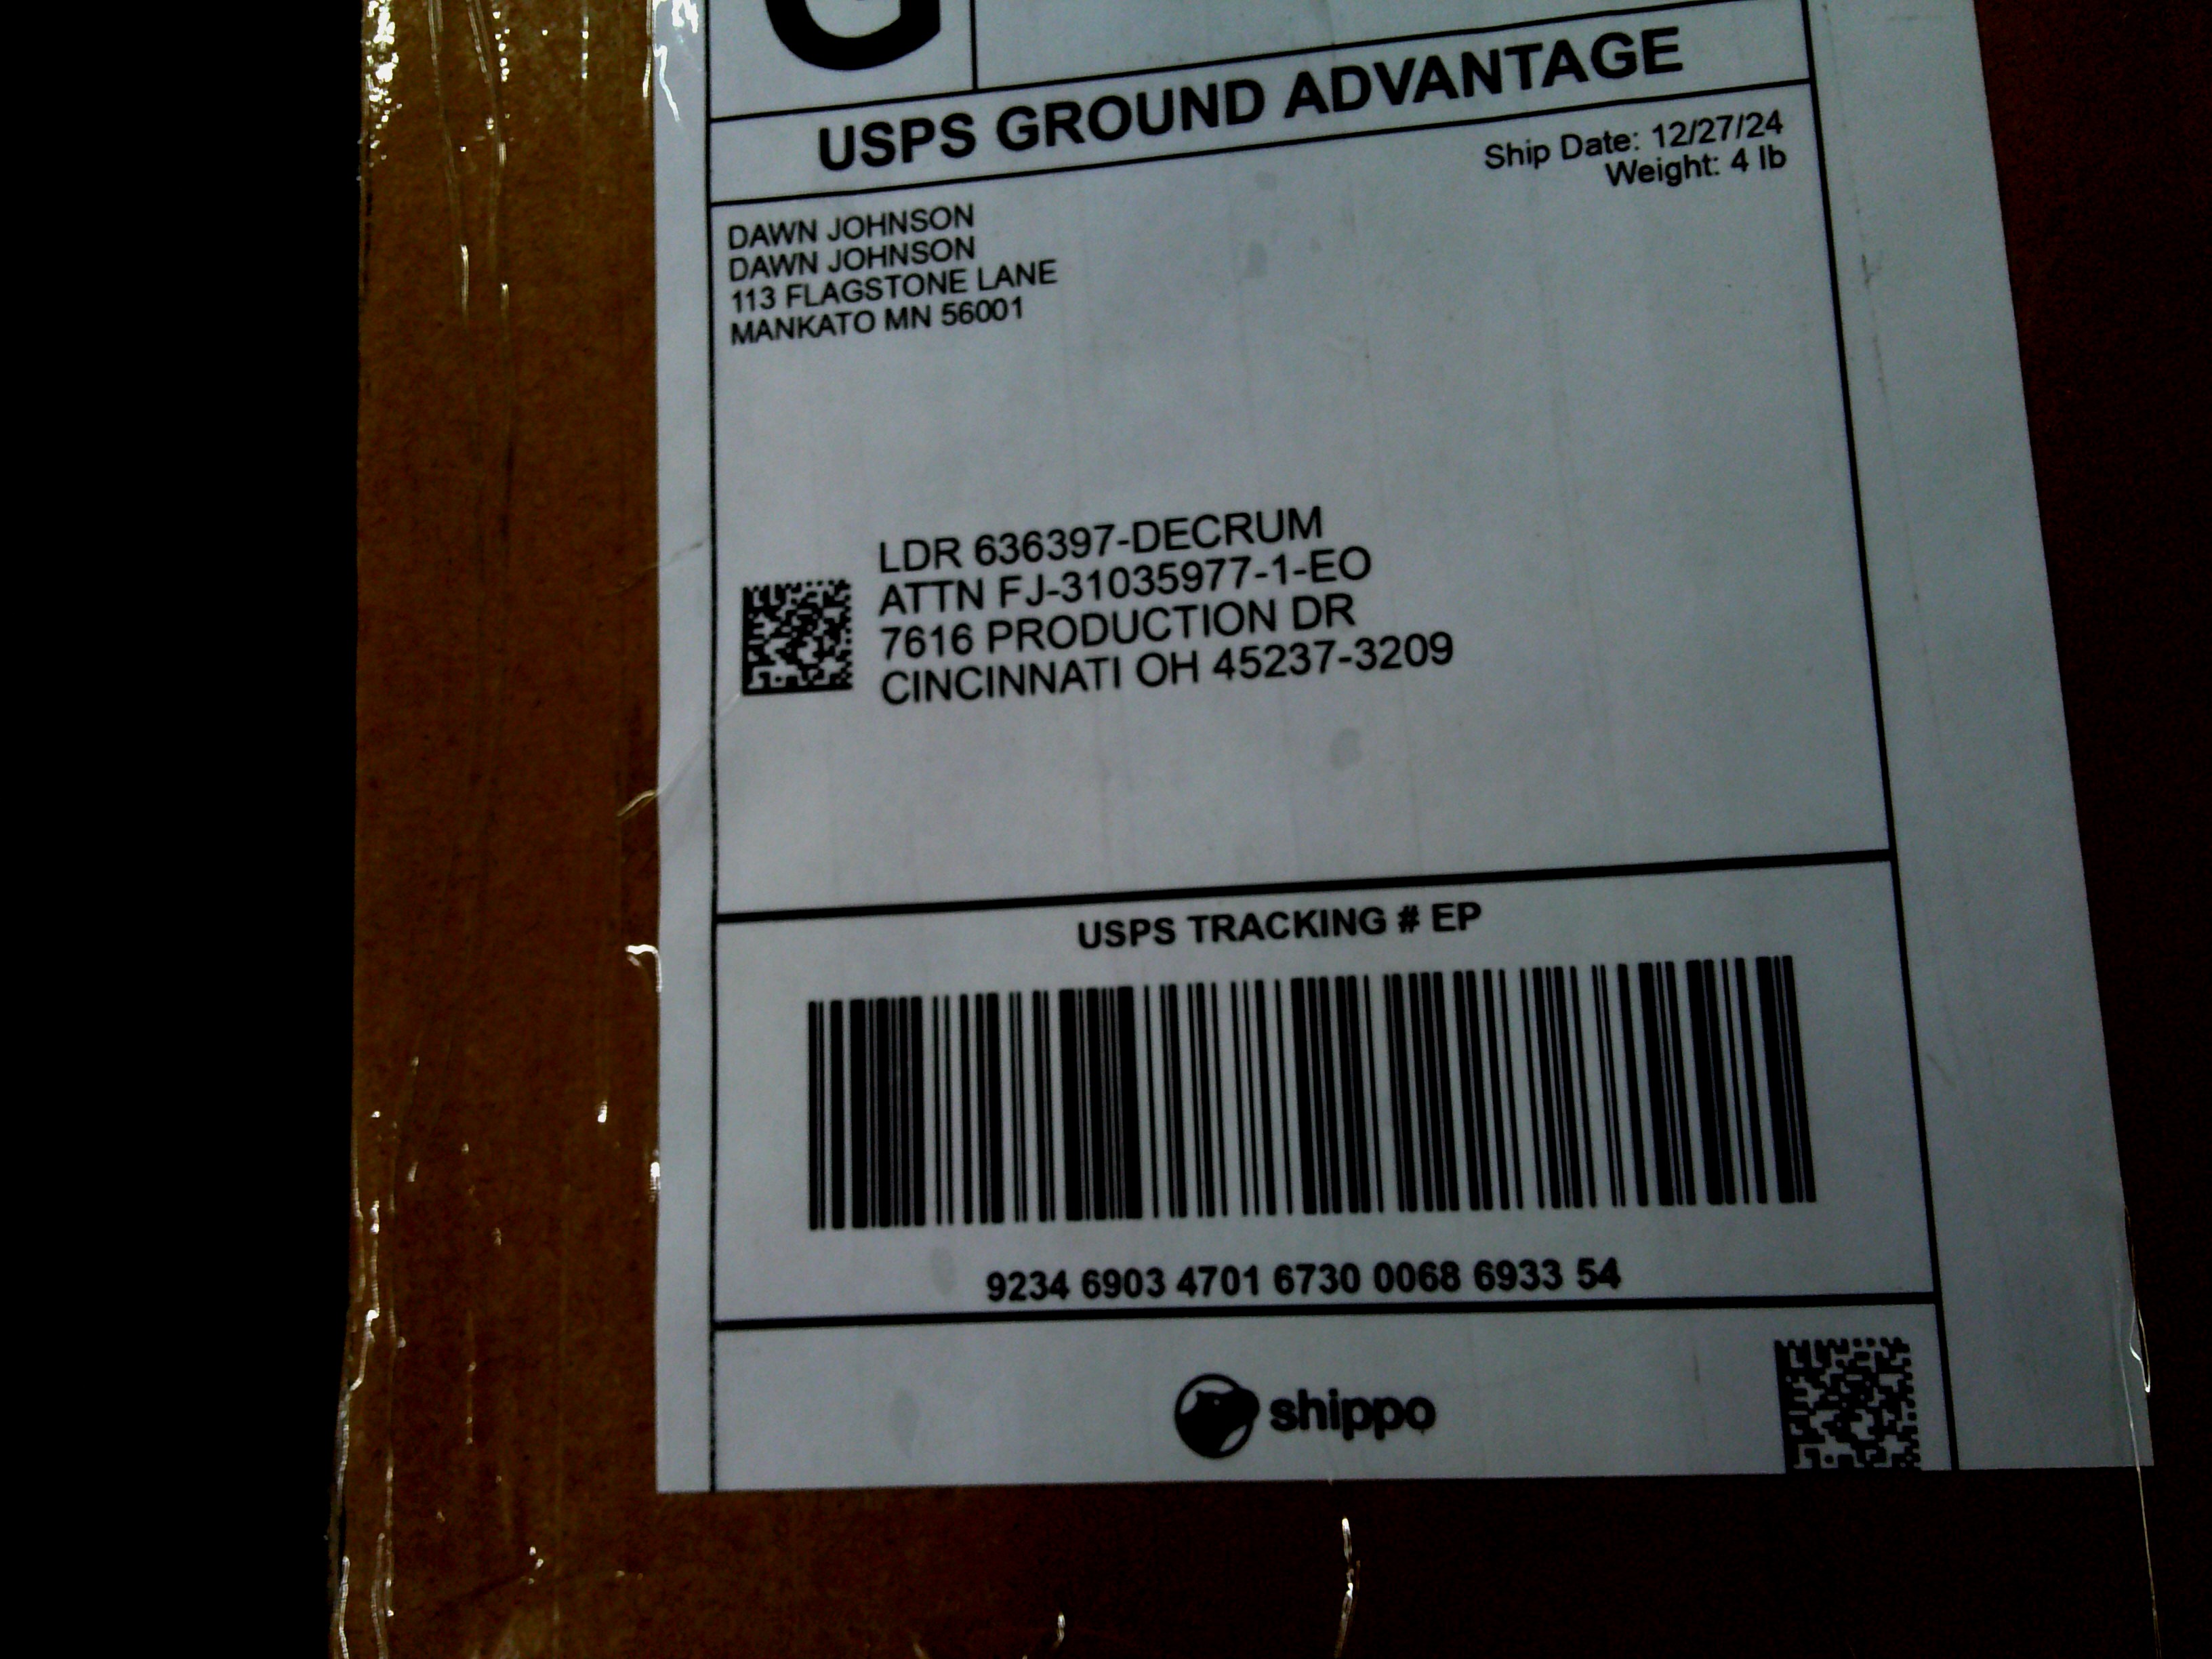 G
USPS GROUND ADVANTAGE
Ship Date: 12/27/24
Weight: 4 lb
DAWN JOHNSON
DAWN JOHNSON
113 FLAGSTONE LANE
MANKATO MN 56001
LDR 636397-DECRUM
ATTN FJ-31035977-1-EO
7616 PRODUCTION DR
CINCINNATI OH 45237-3209
USPS TRACKING # EP
9234 6903 4701 6730 0068 6933 54
shippo